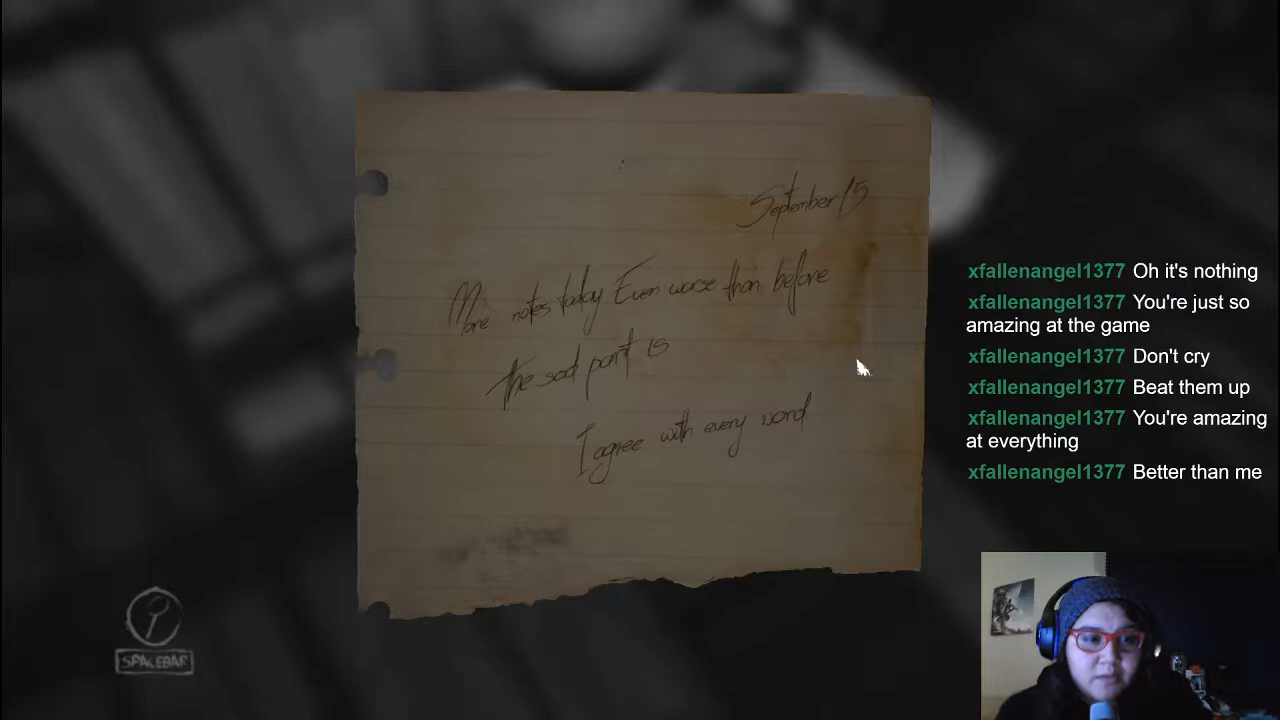 September 15
More notes today Even worse than before
the sad part is
I agree with every word
SPACEBAR
xfallenangel1377 Oh it's nothing
xfallenangel1377 You're just so
amazing at the game
xfallenangel1377 Don't cry
xfallenangel1377 Beat them up
xfallenangel1377 You're amazing
at everything
xfallenangel1377 Better than me